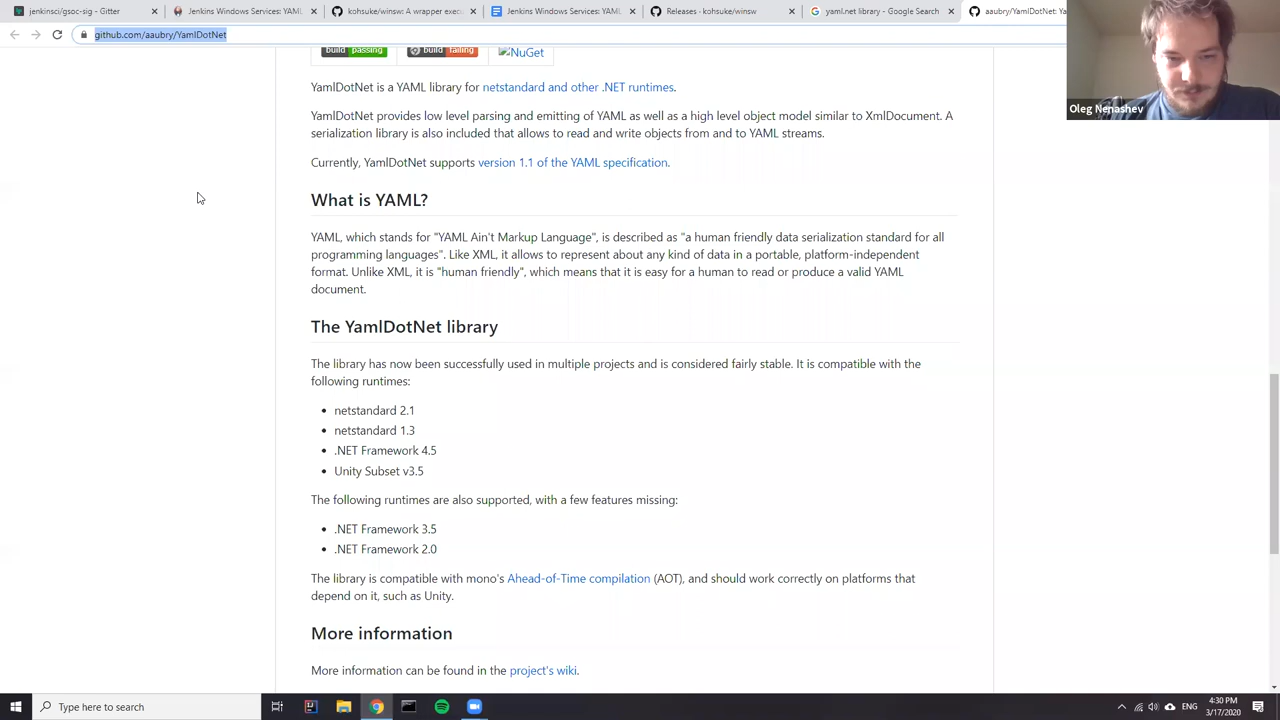 jenkinsci/gsoc-sig - Gitter
Jenkins Windows Services: YAML
kohsuke/winsw: A wrapper exec
Jenkins Windows Services: YAML
Releases · kohsuke/winsw
yaml.net library - Google Search
aaubry/YamlDotNet: Ya
github.com/aaubry/YamlDotNet
build passing
build failing
NuGet
YamlDotNet is a YAML library for netstandard and other .NET runtimes.
YamlDotNet provides low level parsing and emitting of YAML as well as a high level object model similar to XmlDocument. A
serialization library is also included that allows to read and write objects from and to YAML streams.
Currently, YamlDotNet supports version 1.1 of the YAML specification.
What is YAML?
YAML, which stands for "YAML Ain't Markup Language", is described as "a human friendly data serialization standard for all
programming languages". Like XML, it allows to represent about any kind of data in a portable, platform-independent
format. Unlike XML, it is "human friendly", which means that it is easy for a human to read or produce a valid YAML
document.
The YamlDotNet library
The library has now been successfully used in multiple projects and is considered fairly stable. It is compatible with the
following runtimes:
• netstandard 2.1
• netstandard 1.3
• .NET Framework 4.5
• Unity Subset v3.5
The following runtimes are also supported, with a few features missing:
• .NET Framework 3.5
• .NET Framework 2.0
The library is compatible with mono's Ahead-of-Time compilation (AOT), and should work correctly on platforms that
depend on it, such as Unity.
More information
More information can be found in the project's wiki.
Oleg Nenashev
Type here to search
ENG
4:30 PM
3/17/2020